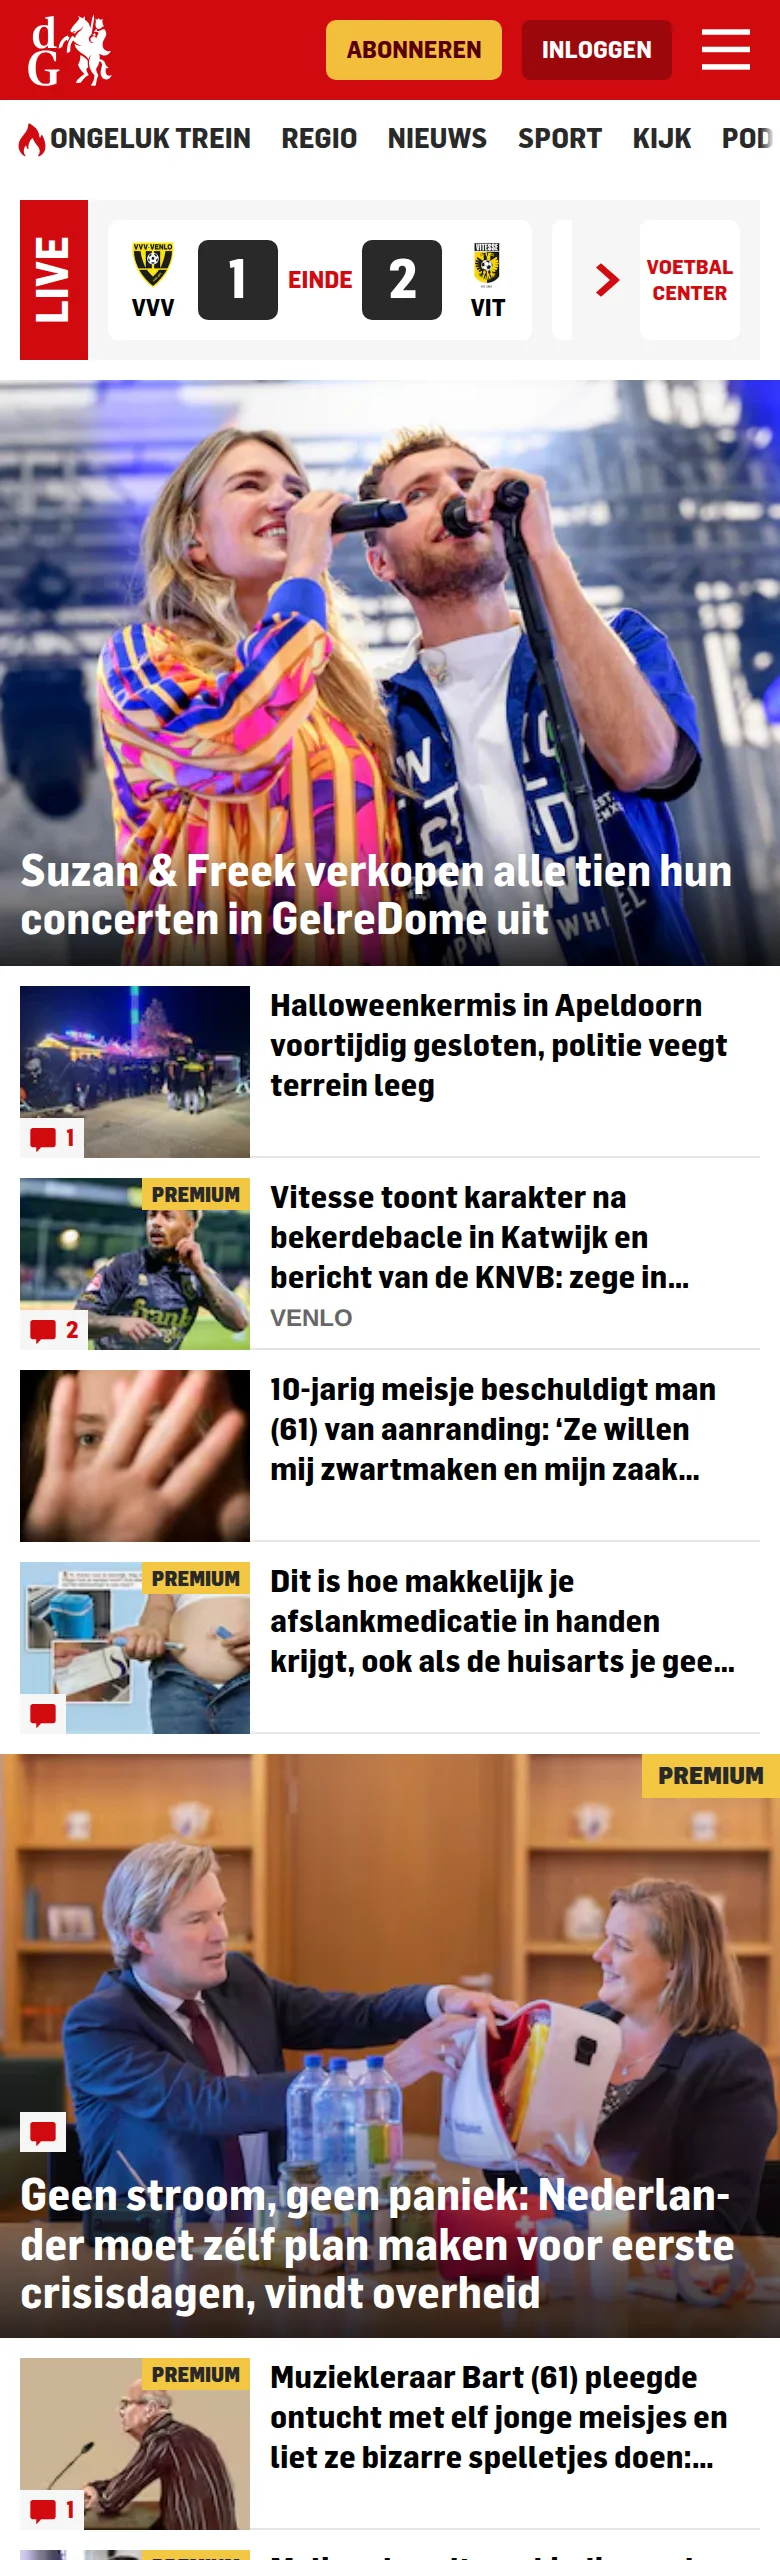 dG
ABONNEREN
INLOGGEN
ONGELUK TREIN REGIO NIEUWS SPORT KIJK POD
LIVE
VVV-VENLO
VVV
1
EINDE
2
VITESSE
VIT
VOETBAL
CENTER
Suzan & Freek verkopen alle tien hun
concerten in GelreDome uit
Halloweenkermis in Apeldoorn
voortijdig gesloten, politie veegt
terrein leeg
1
PREMIUM
Vitesse toont karakter na
bekerdebacle in Katwijk en
bericht van de KNVB: zege in...
VENLO
2
10-jarig meisje beschuldigt man
(61) van aanranding: ‘Ze willen
mij zwartmaken en mijn zaak...
PREMIUM
Dit is hoe makkelijk je
afslankmedicatie in handen
krijgt, ook als de huisarts je gee...
PREMIUM
Geen stroom, geen paniek: Nederlan-
der moet zélf plan maken voor eerste
crisisdagen, vindt overheid
PREMIUM
Muziekleraar Bart (61) pleegde
ontucht met elf jonge meisjes en
liet ze bizarre spelletjes doen:...
1